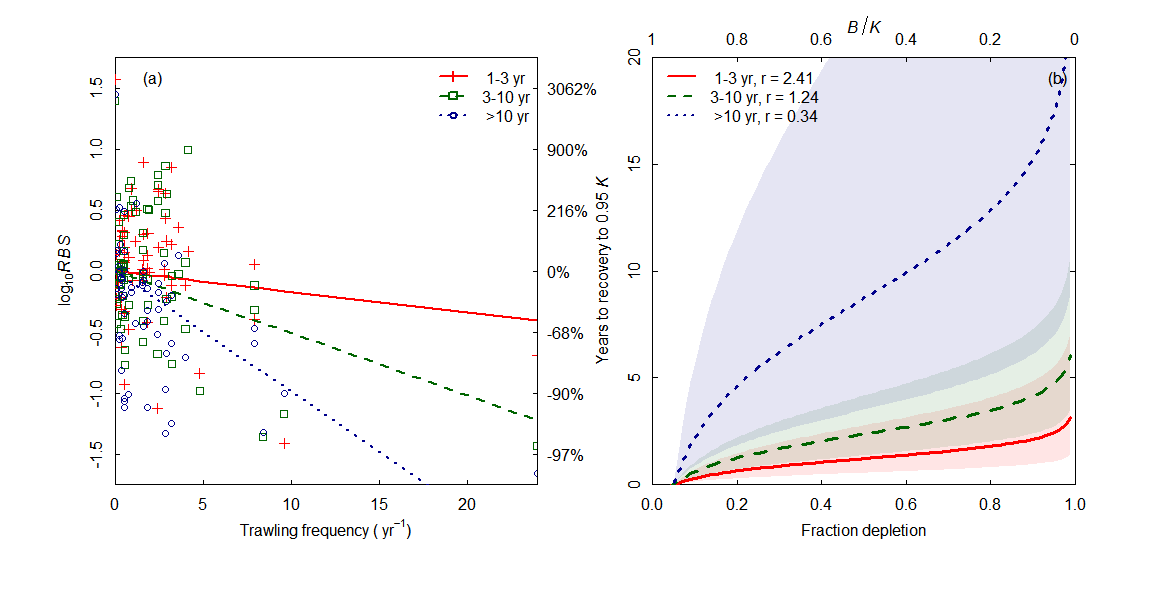 (a)
1-3 yr
3-10 yr
>10 yr
log₁₀RBS
1.5
1.0
0.5
0.0
-0.5
-1.0
-1.5
3062%
900%
216%
0%
-68%
-90%
-97%
0
5
10
15
20
Trawling frequency ( yr⁻¹)
B/K
1
0.8
0.6
0.4
0.2
0
(b)
1-3 yr, r = 2.41
3-10 yr, r = 1.24
>10 yr, r = 0.34
Years to recovery to 0.95 K
20
15
10
5
0
0.0
0.2
0.4
0.6
0.8
1.0
Fraction depletion